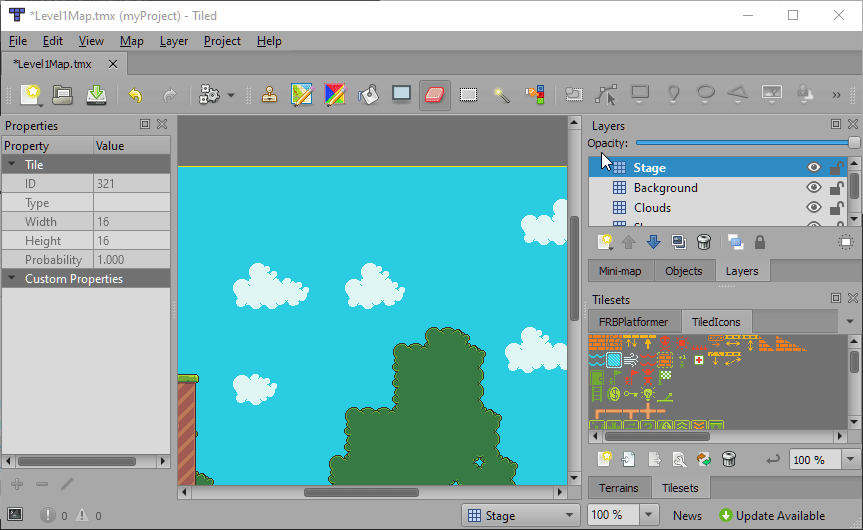 *Level1Map.tmx (myProject) - Tiled
File Edit View Map Layer Project Help
*Level1Map.tmx
Properties
Property Value
Tile
ID 321
Type
Width 16
Height 16
Probability 1.000
Custom Properties
0 0
Layers
Opacity:
Stage
Background
Clouds
Mini-map Objects Layers
Tilesets
FRBPlatformer TiledIcons
100 %
Terrains Tilesets
Stage 100 % News Update Available